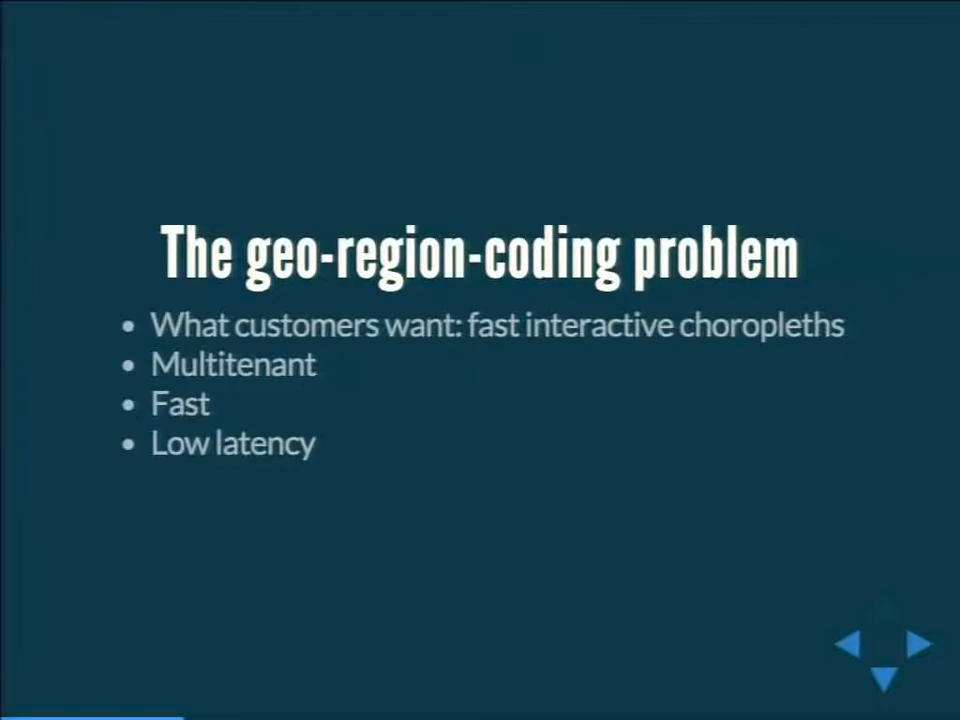 The geo-region-coding problem
• What customers want: fast interactive choropleths
• Multitenant
• Fast
• Low latency